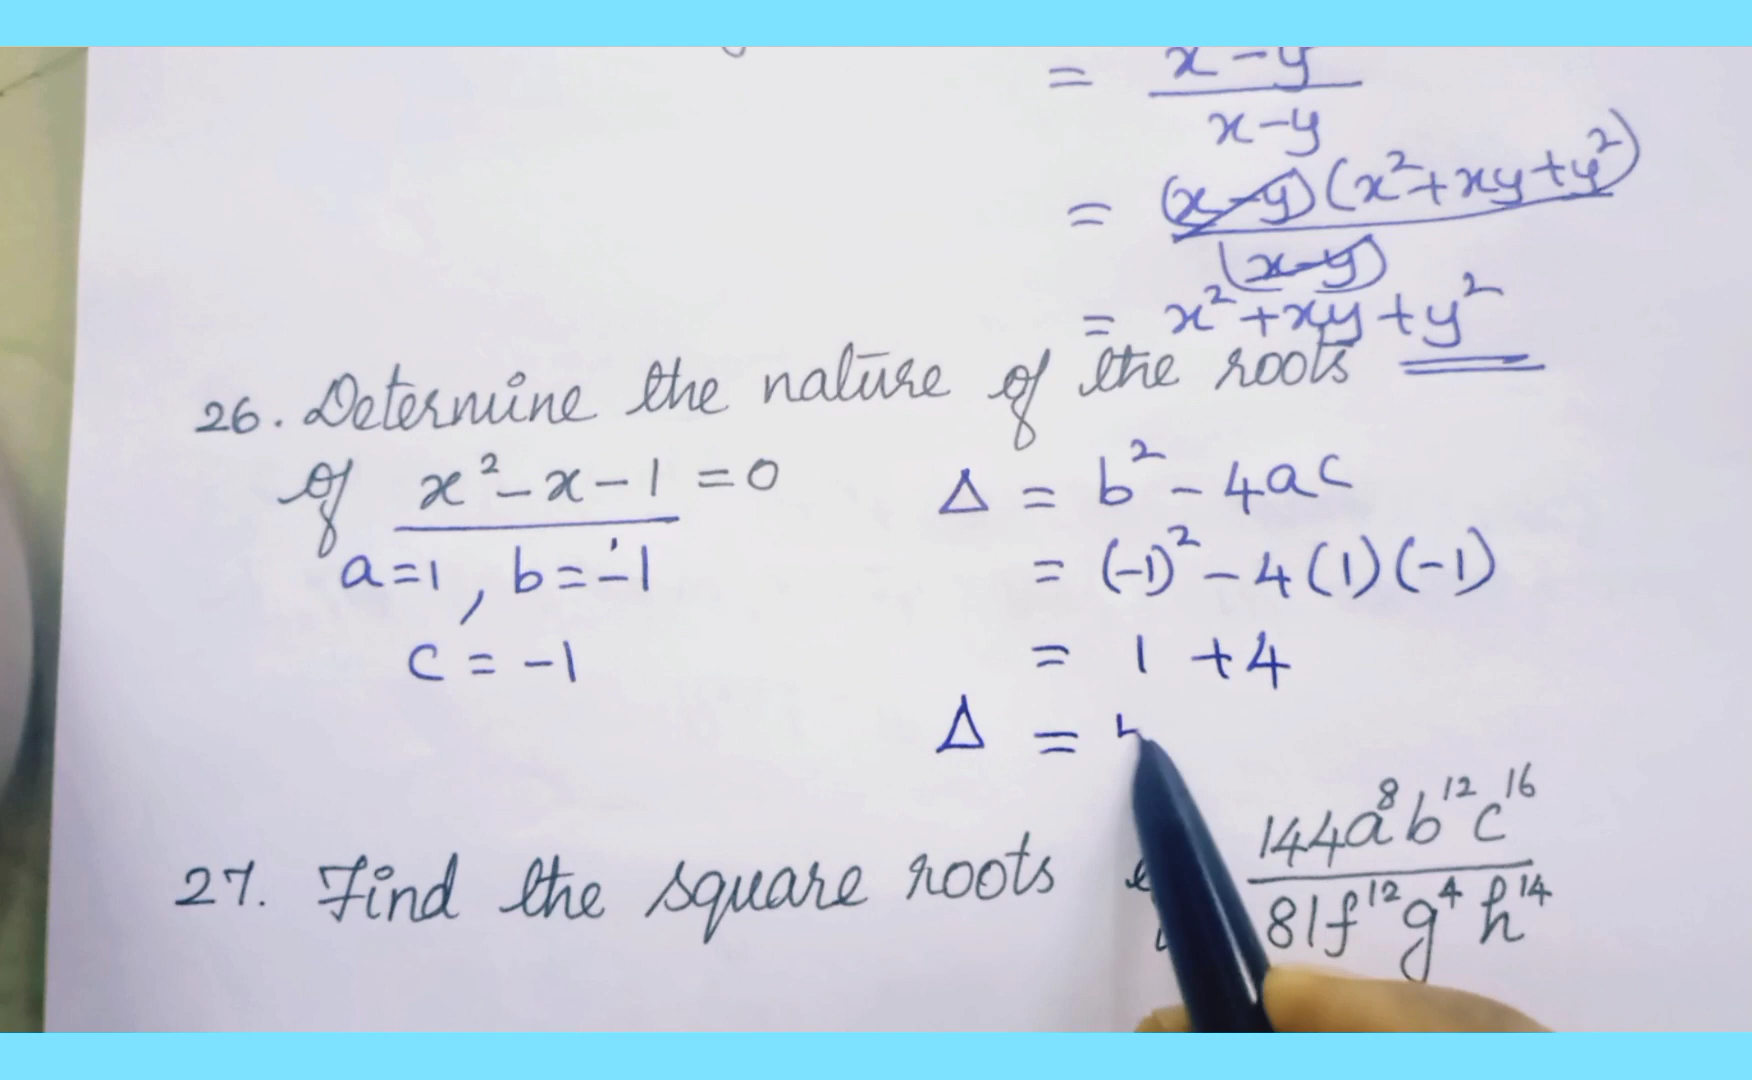 = x - y
x - y
= (x - y) (x² + xy + y²)
(x - y)
= x² + xy + y²
26. Determine the nature of the roots
of x² - x - 1 = 0
a = 1 , b = -1
c = -1
Δ = b² - 4ac
= (-1)² - 4 (1) (-1)
= 1 + 4
Δ =
27. Find the square roots
144a⁸b¹²c¹⁶
81f¹²g⁴h¹⁴